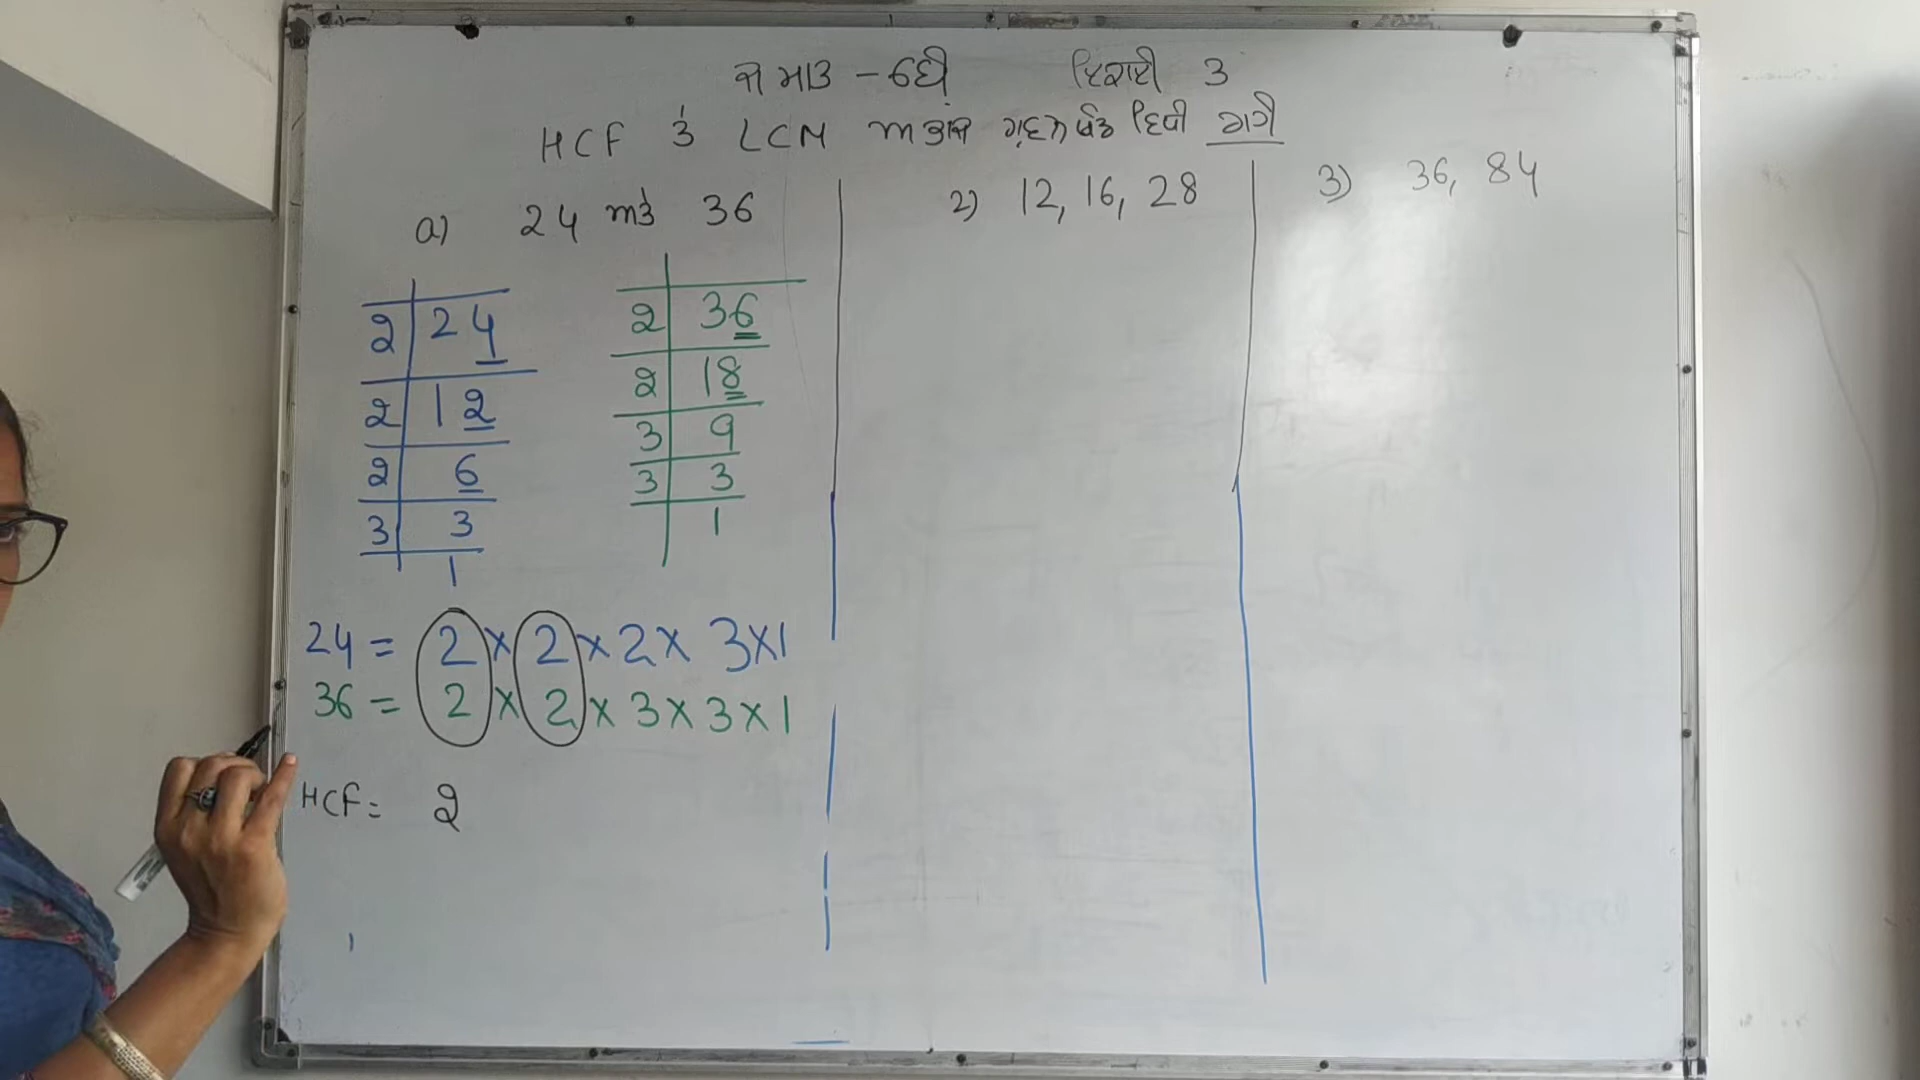 ਜਮਾਤ - 6ਵੀਂ
HCF ਤੇ LCM ਅਭਾਜ ਗੁਣਨਖੰਡ ਵਿਧੀ ਰਾਹੀਂ
a) 24 ਅਤੇ 36
2 | 24
2 | 12
2 | 6
3 | 3
1
2 | 36
2 | 18
3 | 9
3 | 3
1
24 = 2 × 2 × 2 × 3 × 1
36 = 2 × 2 × 3 × 3 × 1
HCF = 2
2) 12, 16, 28
3) 36, 84